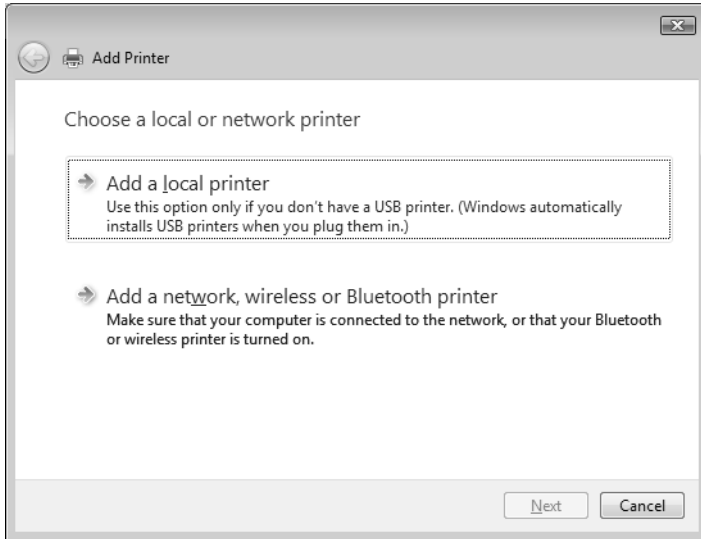 Add Printer
Choose a local or network printer
Add a local printer
Use this option only if you don't have a USB printer. (Windows automatically
installs USB printers when you plug them in.)
Add a network, wireless or Bluetooth printer
Make sure that your computer is connected to the network, or that your Bluetooth
or wireless printer is turned on.
Next
Cancel